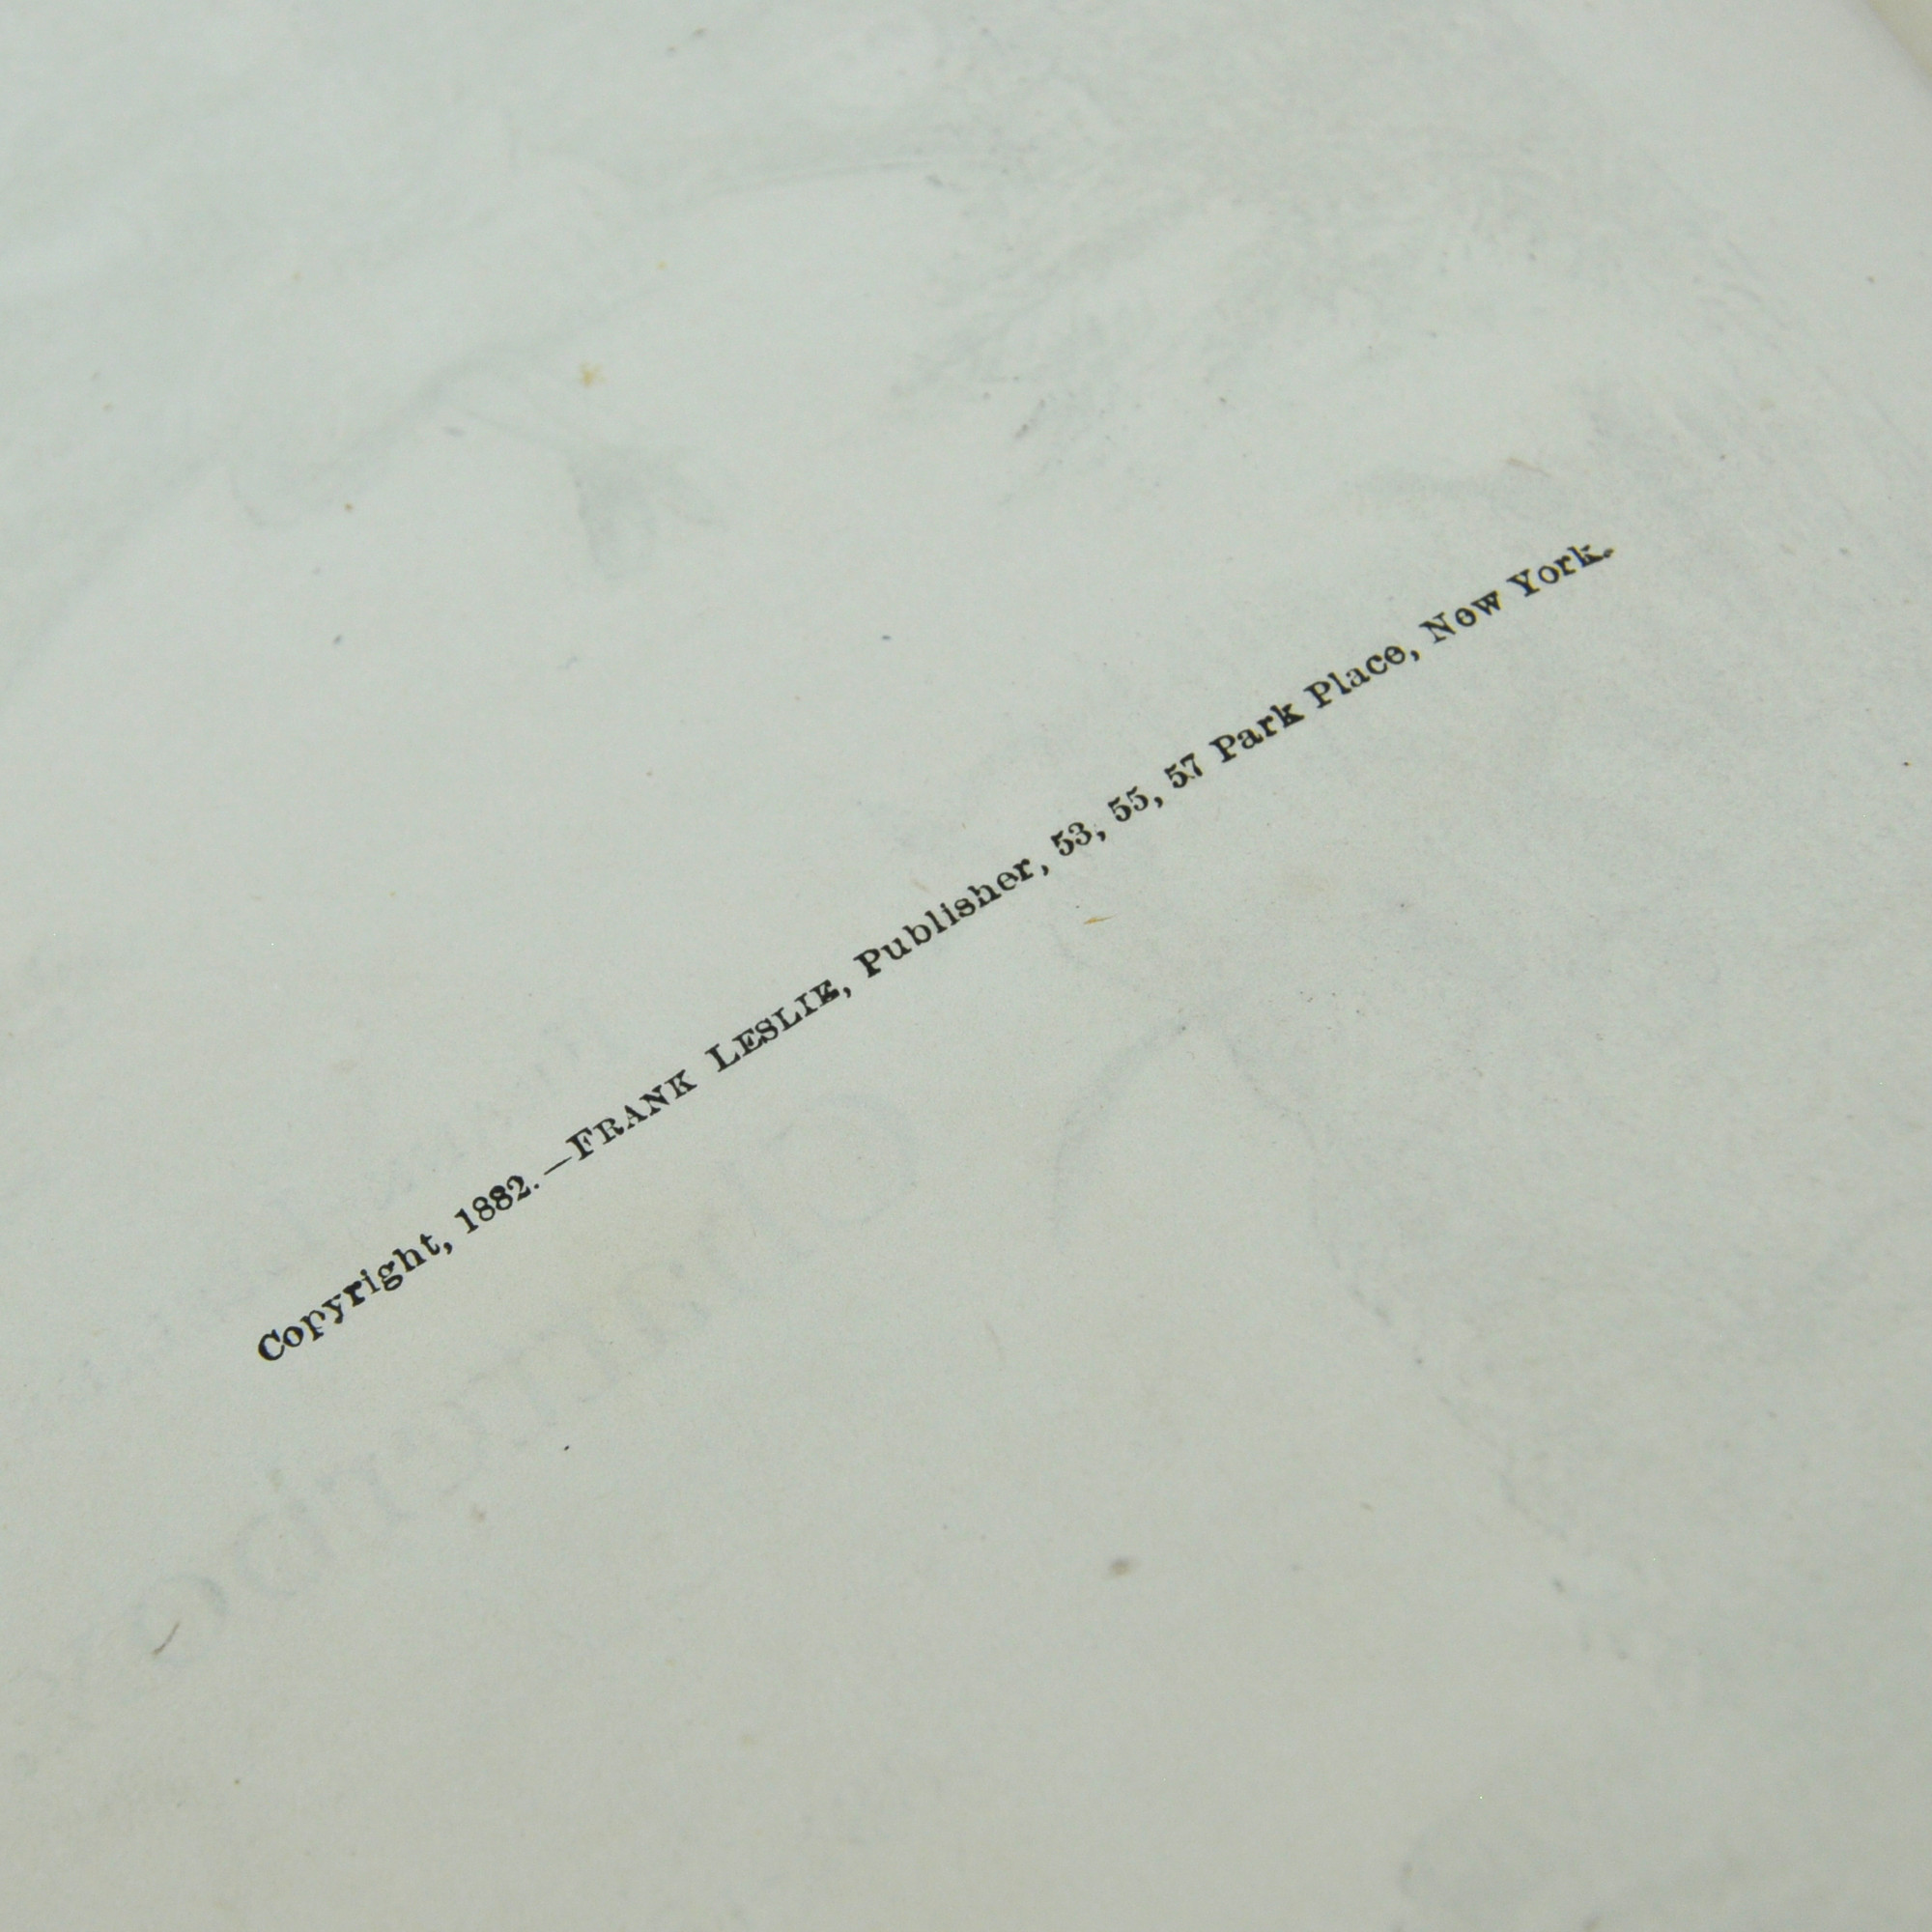 Copyright, 1882.—FRANK LESLIE, Publisher, 53, 55, 57 Park Place, New York.